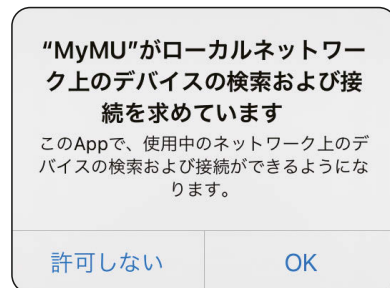 “MyMU”がローカルネットワー
ク上のデバイスの検索および接
続を求めています
このAppで、使用中のネットワーク上のデ
バイスの検索および接続ができるようにな
ります。
許可しない
OK